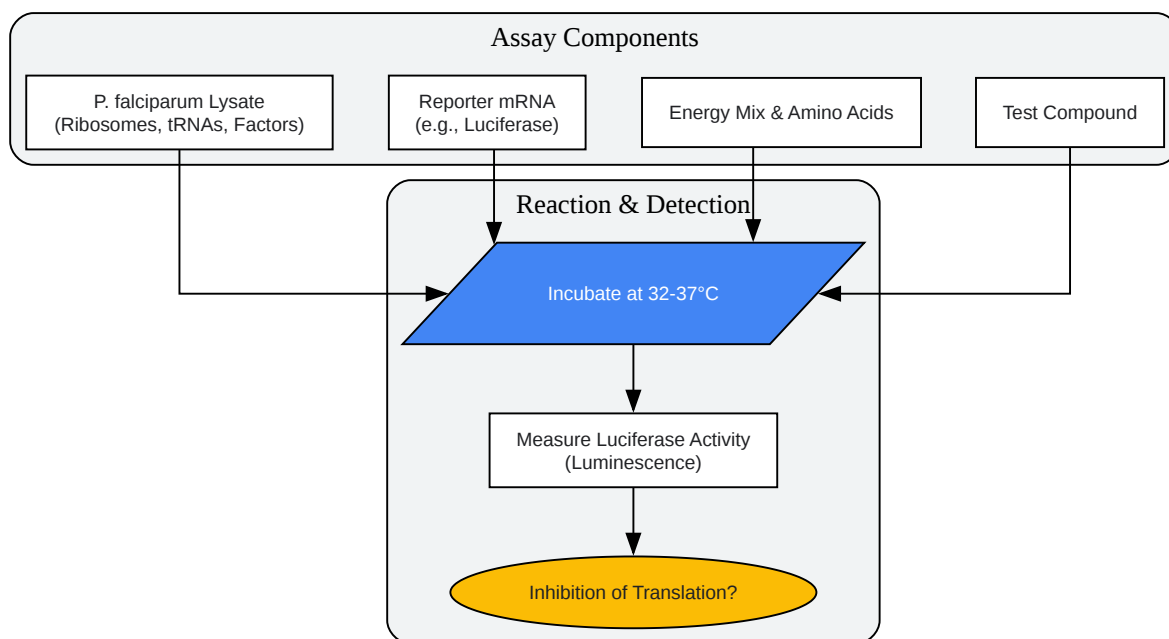 Assay Components
P. falciparum Lysate
(Ribosomes, tRNAs, Factors)
Reporter mRNA
(e.g., Luciferase)
Energy Mix & Amino Acids
Test Compound
Reaction & Detection
Incubate at 32-37°C
Measure Luciferase Activity
(Luminescence)
Inhibition of Translation?